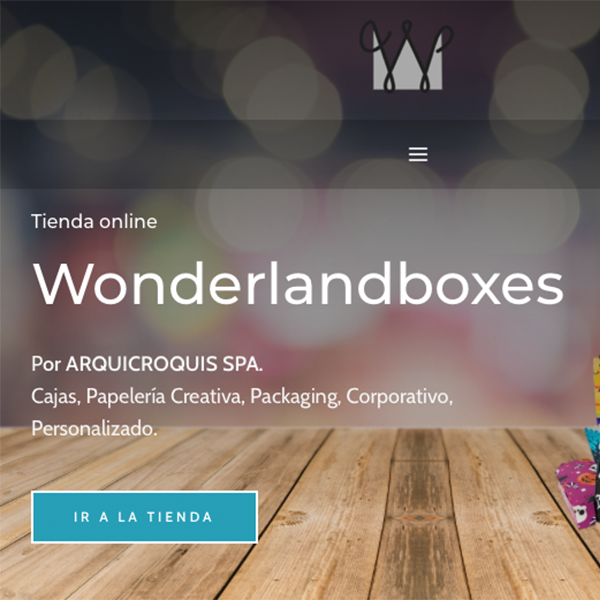 W
Tienda online
Wonderlandboxes
Por ARQUICROQUIS SPA.
Cajas, Papelería Creativa, Packaging, Corporativo,
Personalizado.
IR A LA TIENDA